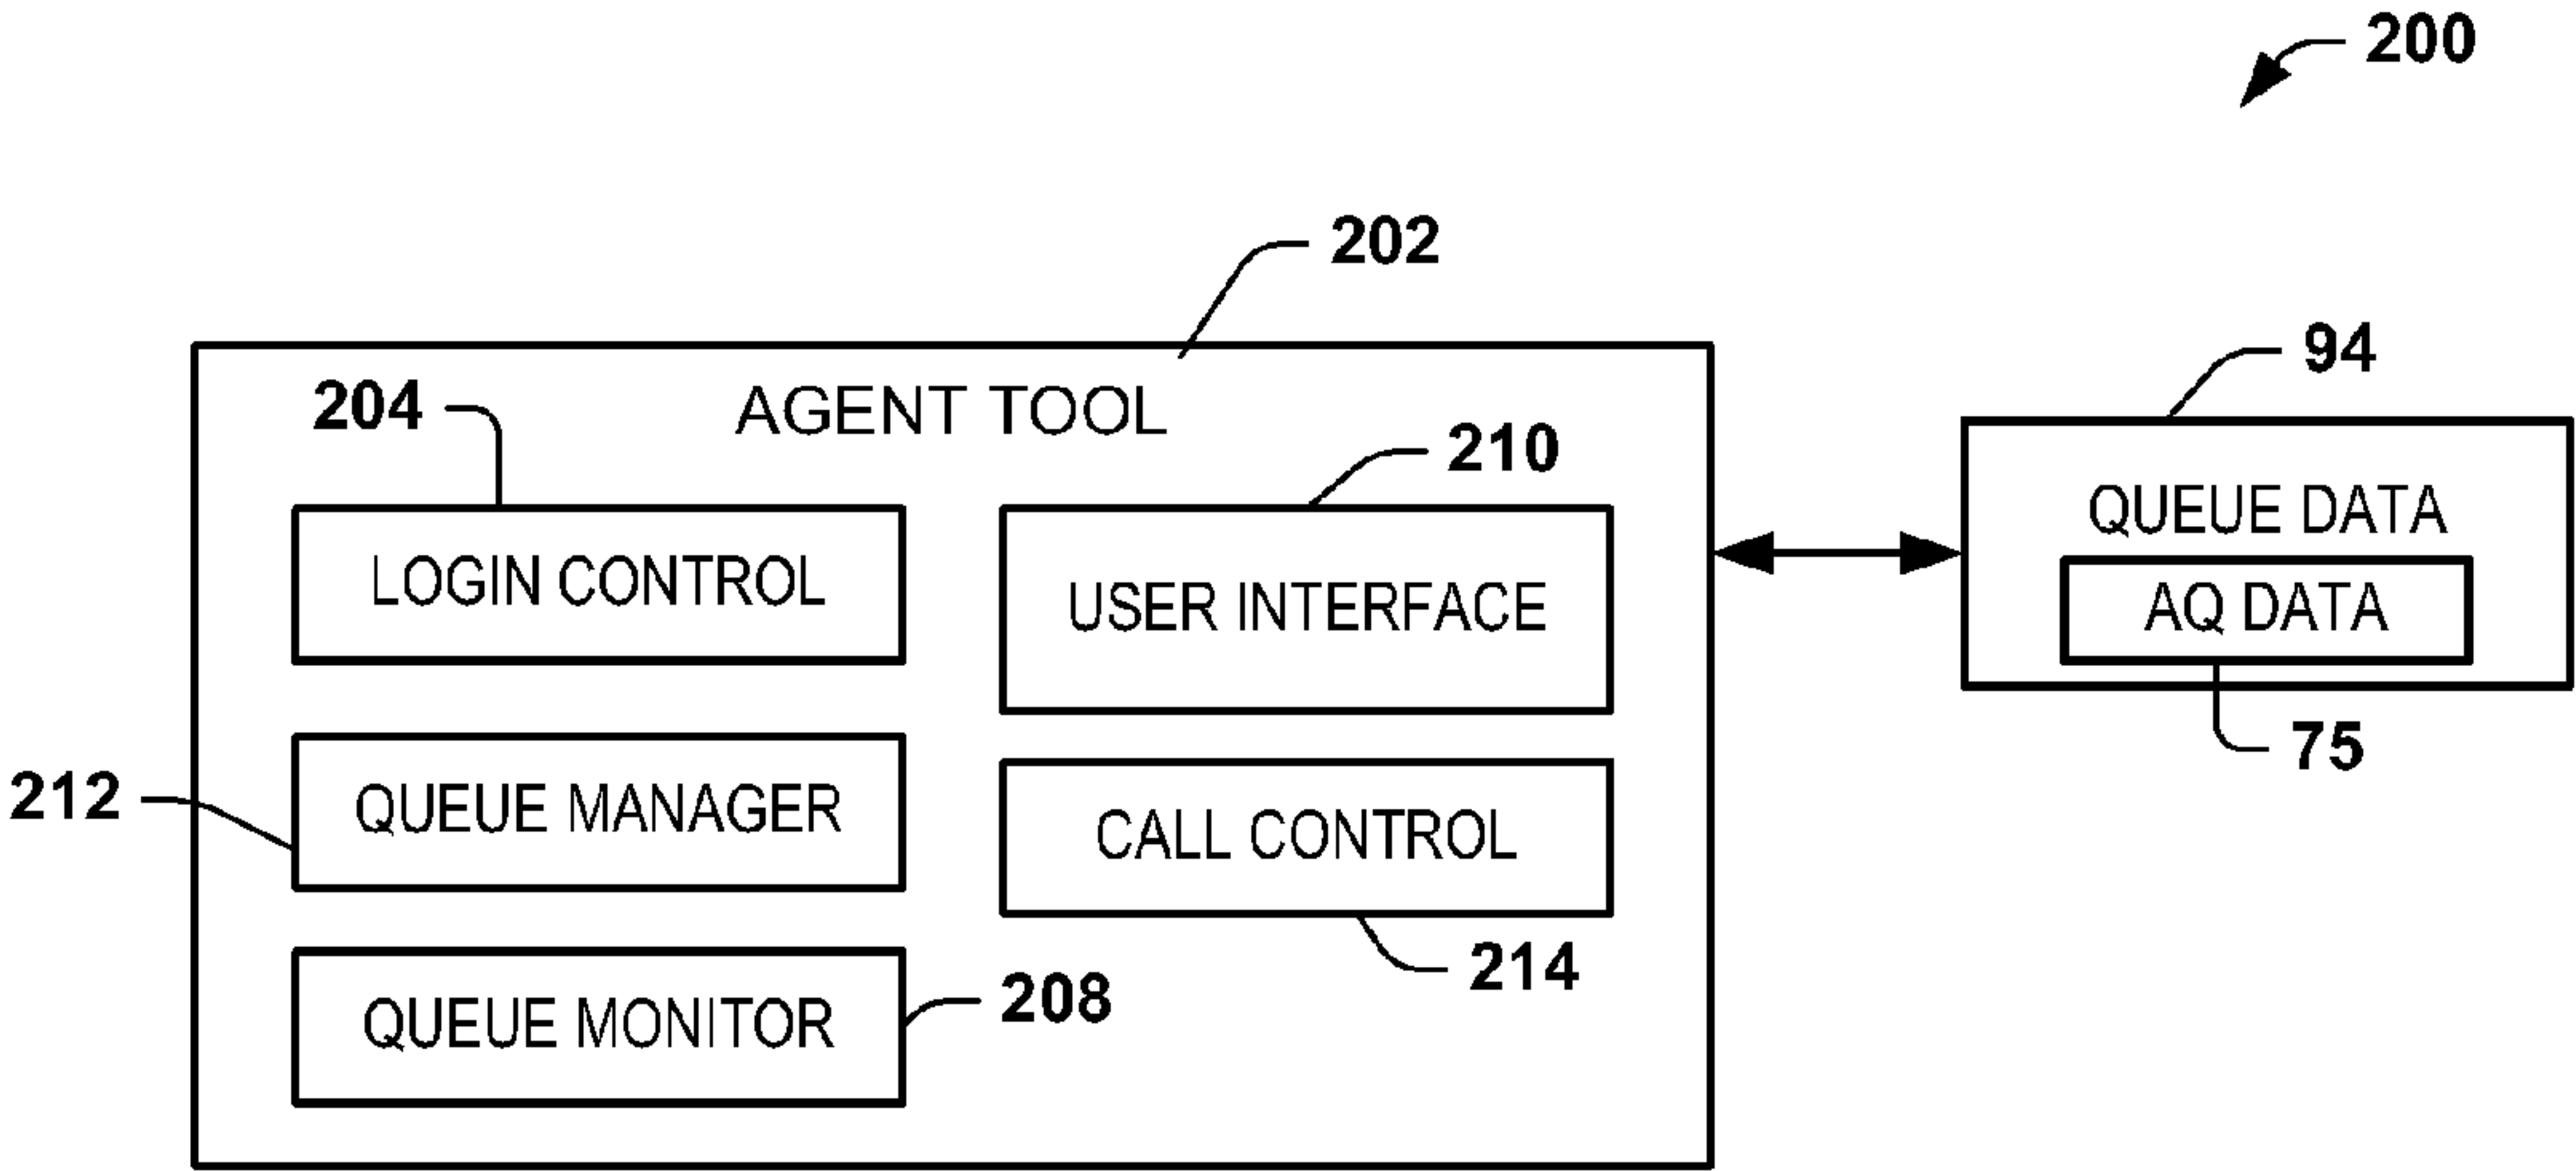 200
202
94
AGENT TOOL
204
210
LOGIN CONTROL
USER INTERFACE
QUEUE DATA
AQ DATA
75
212
QUEUE MANAGER
CALL CONTROL
214
QUEUE MONITOR
208